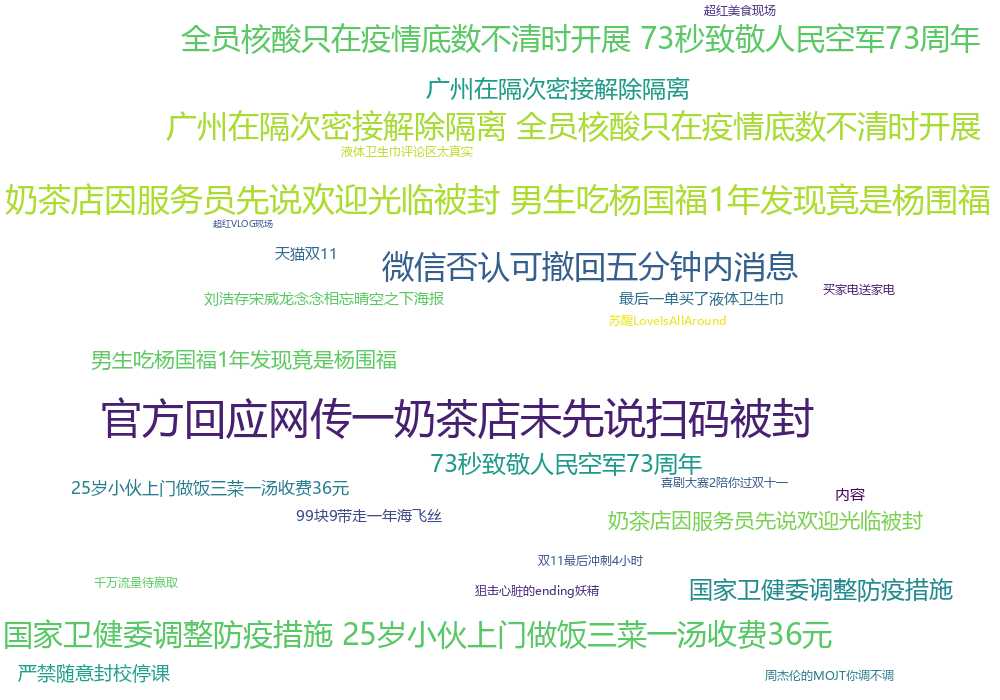 超红美食现场
全员核酸只在疫情底数不清时开展 73秒致敬人民空军73周年
广州在隔次密接解除隔离
广州在隔次密接解除隔离 全员核酸只在疫情底数不清时开展
液体卫生巾评论区太真实
奶茶店因服务员先说欢迎光临被封 男生吃杨国福1年发现竟是杨围福
超红VLOG现场
天猫双11
微信否认可撤回五分钟内消息
买家电送家电
刘浩存宋威龙念念相忘晴空之下海报
最后一单买了液体卫生巾
苏醒LoveIsAllAround
男生吃杨国福1年发现竟是杨围福
官方回应网传一奶茶店未先说扫码被封
73秒致敬人民空军73周年
25岁小伙上门做饭三菜一汤收费36元
喜剧大赛2陪你过双十一
内容
99块9带走一年海飞丝
奶茶店因服务员先说欢迎光临被封
双11最后冲刺4小时
千万流量待赢取
狙击心脏的ending妖精
国家卫健委调整防疫措施
国家卫健委调整防疫措施 25岁小伙上门做饭三菜一汤收费36元
严禁随意封校停课
周杰伦的MOJT你调不调